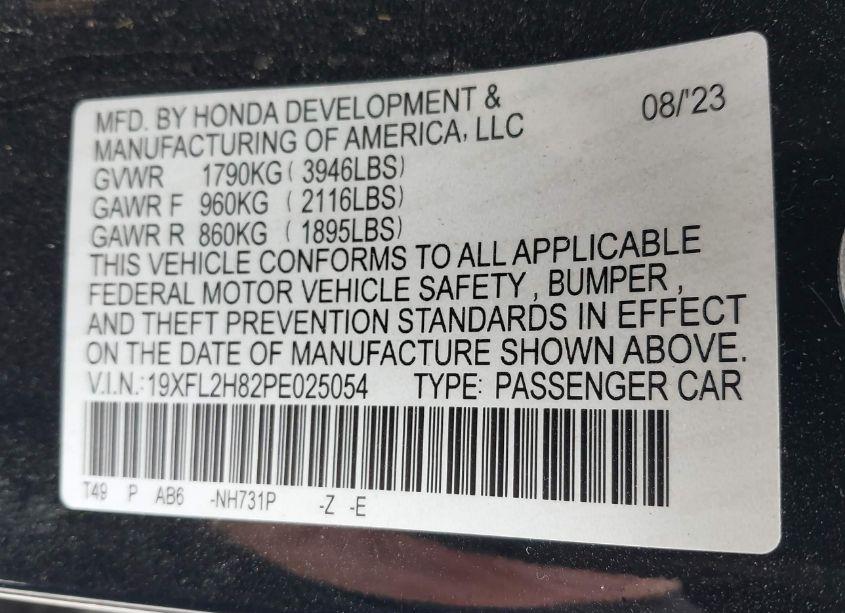 MFD. BY HONDA DEVELOPMENT & 08/'23
MANUFACTURING OF AMERICA, LLC
GVWR 1790KG ( 3946LBS)
GAWR F 960KG ( 2116LBS)
GAWR R 860KG ( 1895LBS)
THIS VEHICLE CONFORMS TO ALL APPLICABLE
FEDERAL MOTOR VEHICLE SAFETY , BUMPER ,
AND THEFT PREVENTION STANDARDS IN EFFECT
ON THE DATE OF MANUFACTURE SHOWN ABOVE.
V.I.N.: 19XFL2H82PE025054 TYPE: PASSENGER CAR
T49 P AB6 -NH731P -Z -E